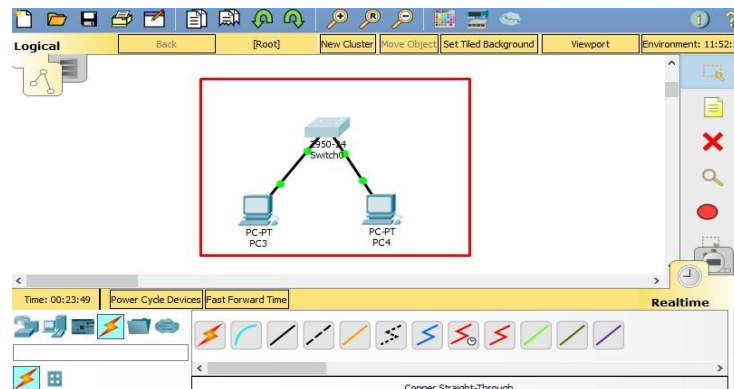 Logical
Back
[Root]
New Cluster
Move Object
Set Tiled Background
Viewport
Environment: 11:52:
2950-24
Switch0
PC-PT
PC3
PC-PT
PC4
Time: 00:23:49
Power Cycle Devices
Fast Forward Time
Realtime
Copper Straight-Through